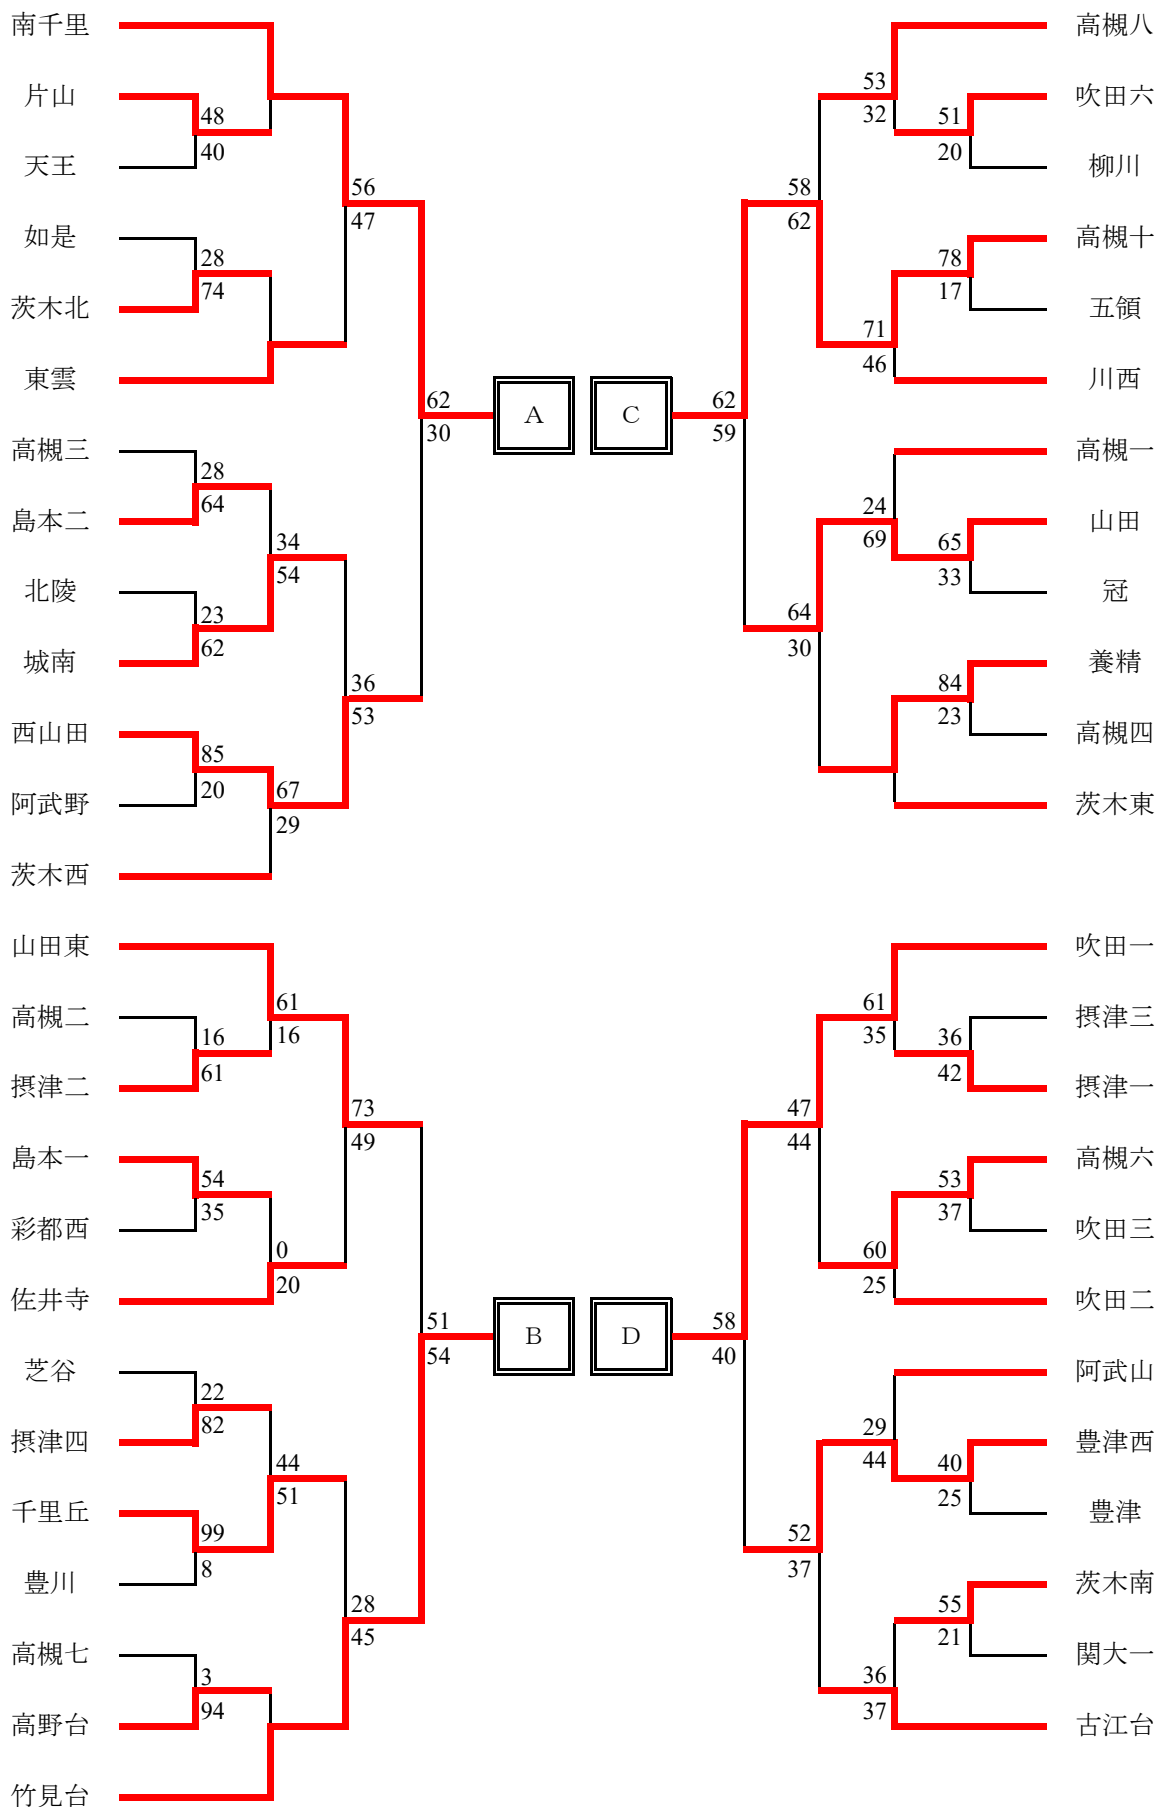 南千里
片山
48
40
天王
56
47
如是
28
74
茨木北
東雲
62
30
A
高槻三
28
64
島本二
34
54
北陵
23
62
城南
36
53
西山田
85
20
阿武野
67
29
茨木西
高槻八
53
32
吹田六
51
20
柳川
58
62
高槻十
78
17
五領
71
46
川西
C
62
59
高槻一
24
69
山田
65
33
冠
64
30
養精
84
23
高槻四
茨木東
山田東
61
16
高槻二
16
61
摂津二
73
49
島本一
54
35
彩都西
0
20
佐井寺
51
54
B
芝谷
22
82
摂津四
44
51
千里丘
99
8
豊川
28
45
高槻七
3
94
高野台
竹見台
吹田一
61
35
摂津三
36
42
摂津一
47
44
高槻六
53
37
吹田三
60
25
吹田二
D
58
40
阿武山
29
44
豊津西
40
25
豊津
52
37
茨木南
55
21
関大一
36
37
古江台